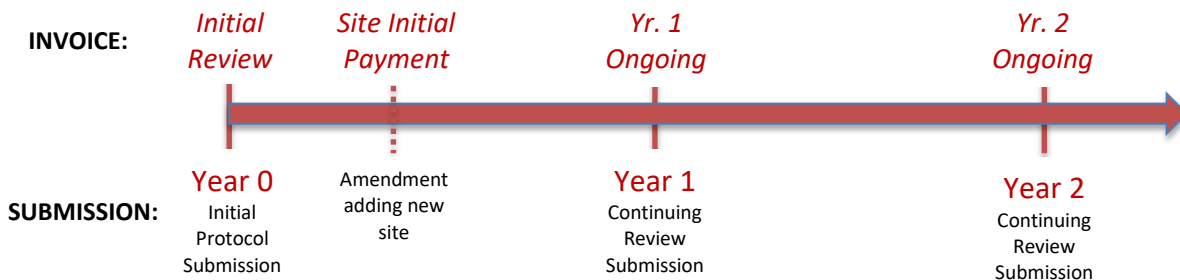 INVOICE:
Initial
Review
Site Initial
Payment
Yr. 1
Ongoing
Yr. 2
Ongoing
SUBMISSION:
Year 0
Initial
Protocol
Submission
Amendment
adding new
site
Year 1
Continuing
Review
Submission
Year 2
Continuing
Review
Submission